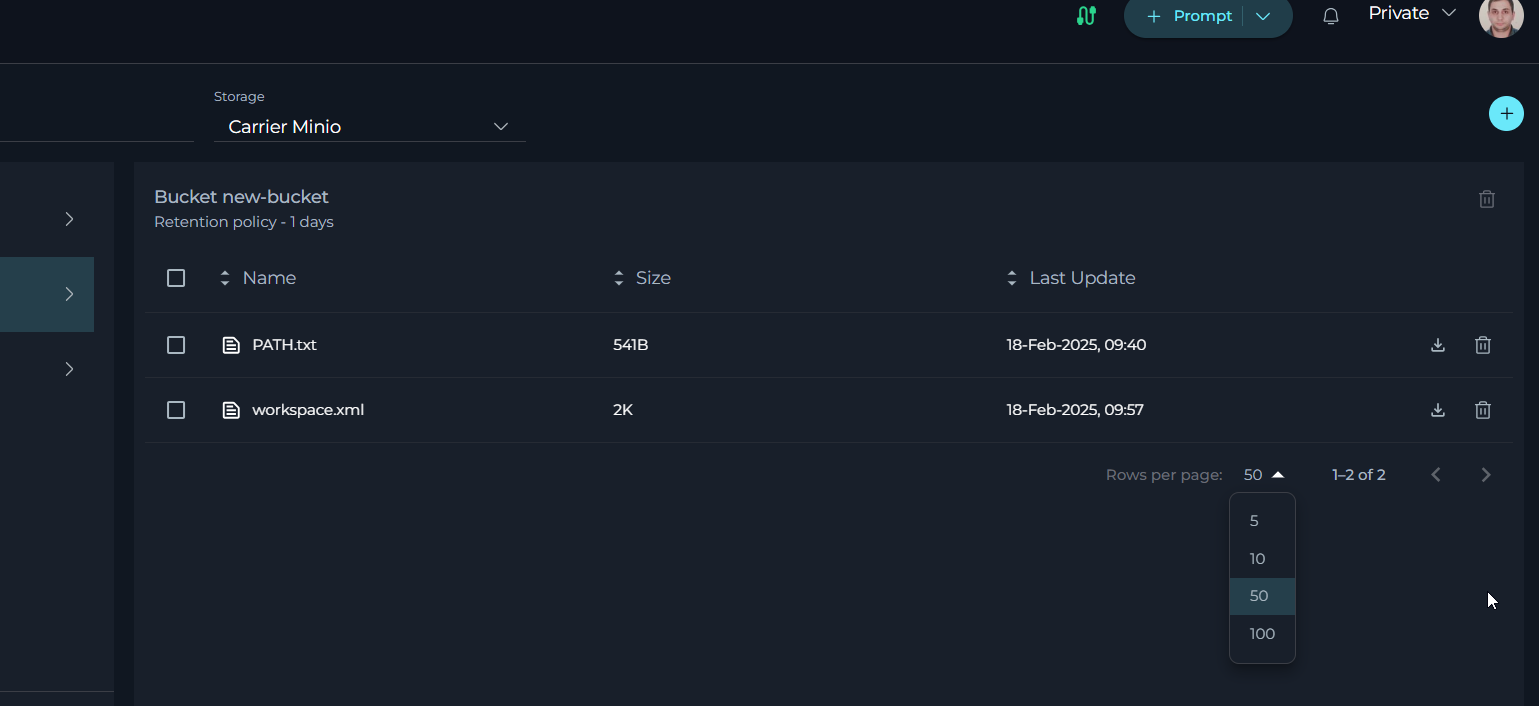 + Prompt
Private
Storage
Carrier Minio
Bucket new-bucket
Retention policy - 1 days
Name Size Last Update
PATH.txt 541B 18-Feb-2025, 09:40
workspace.xml 2K 18-Feb-2025, 09:57
Rows per page: 50 1–2 of 2
5
10
50
100